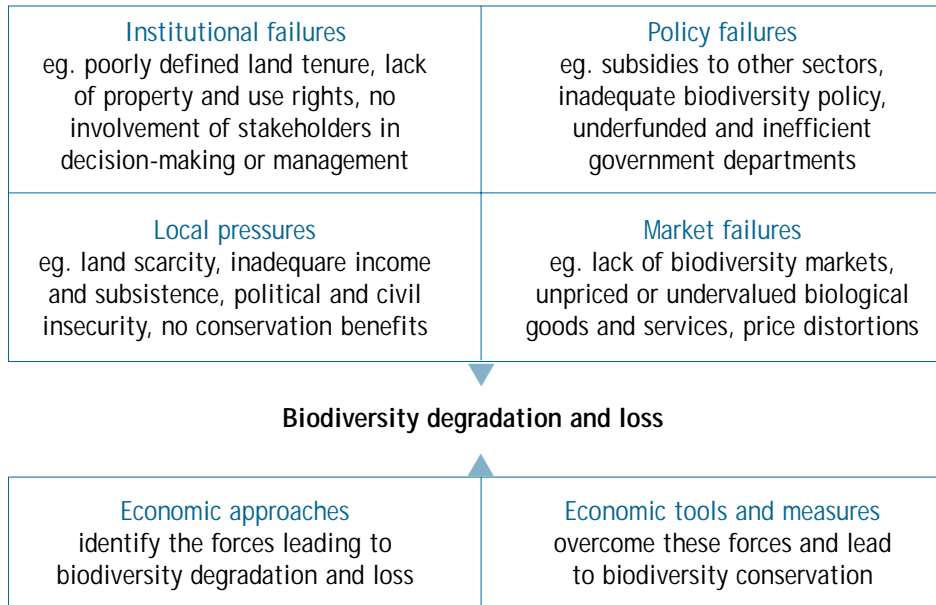 Institutional failures
eg. poorly defined land tenure, lack
of property and use rights, no
involvement of stakeholders in
decision-making or management
Policy failures
eg. subsidies to other sectors,
inadequate biodiversity policy,
underfunded and inefficient
government departments
Local pressures
eg. land scarcity, inadequare income
and subsistence, political and civil
insecurity, no conservation benefits
Market failures
eg. lack of biodiversity markets,
unpriced or undervalued biological
goods and services, price distortions
Biodiversity degradation and loss
Economic approaches
identify the forces leading to
biodiversity degradation and loss
Economic tools and measures
overcome these forces and lead
to biodiversity conservation